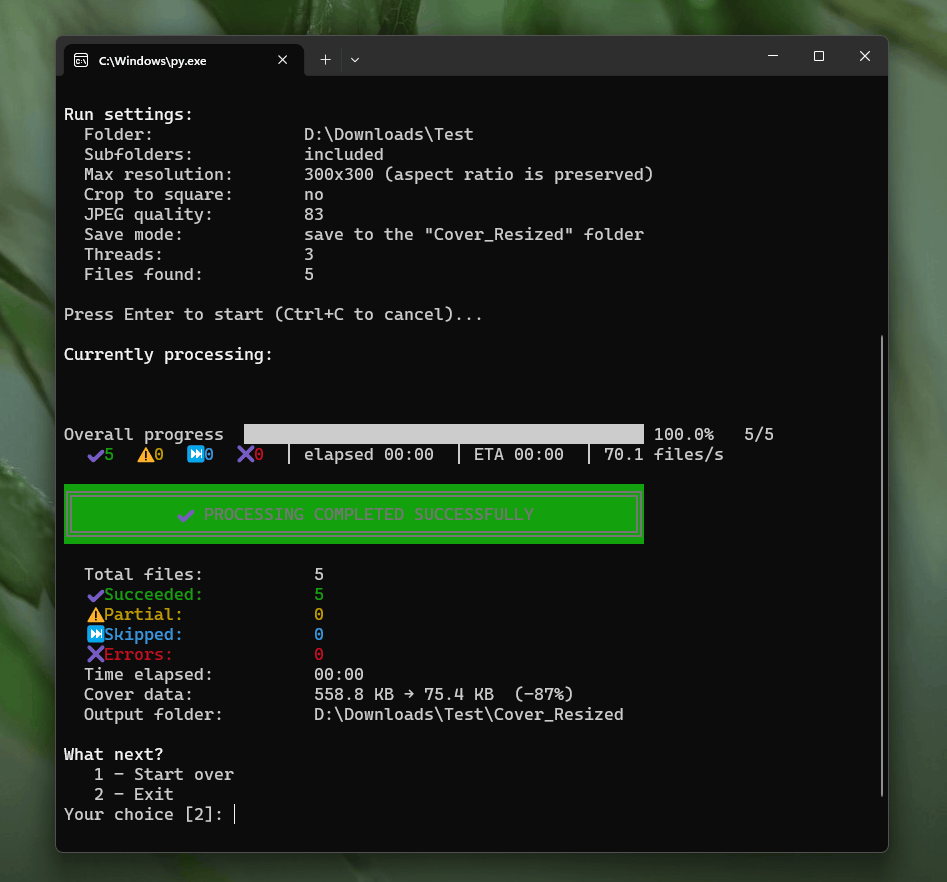 C:\Windows\py.exe
Run settings:
Folder: D:\Downloads\Test
Subfolders: included
Max resolution: 300x300 (aspect ratio is preserved)
Crop to square: no
JPEG quality: 83
Save mode: save to the "Cover_Resized" folder
Threads: 3
Files found: 5
Press Enter to start (Ctrl+C to cancel)...
Currently processing:
Overall progress 100.0% 5/5
✔5 ⚠0 ⏭0 ✖0 │ elapsed 00:00 │ ETA 00:00 │ 70.1 files/s
✔ PROCESSING COMPLETED SUCCESSFULLY
Total files: 5
✔Succeeded: 5
⚠Partial: 0
⏭Skipped: 0
✖Errors: 0
Time elapsed: 00:00
Cover data: 558.8 KB → 75.4 KB (−87%)
Output folder: D:\Downloads\Test\Cover_Resized
What next?
1 — Start over
2 — Exit
Your choice [2]: